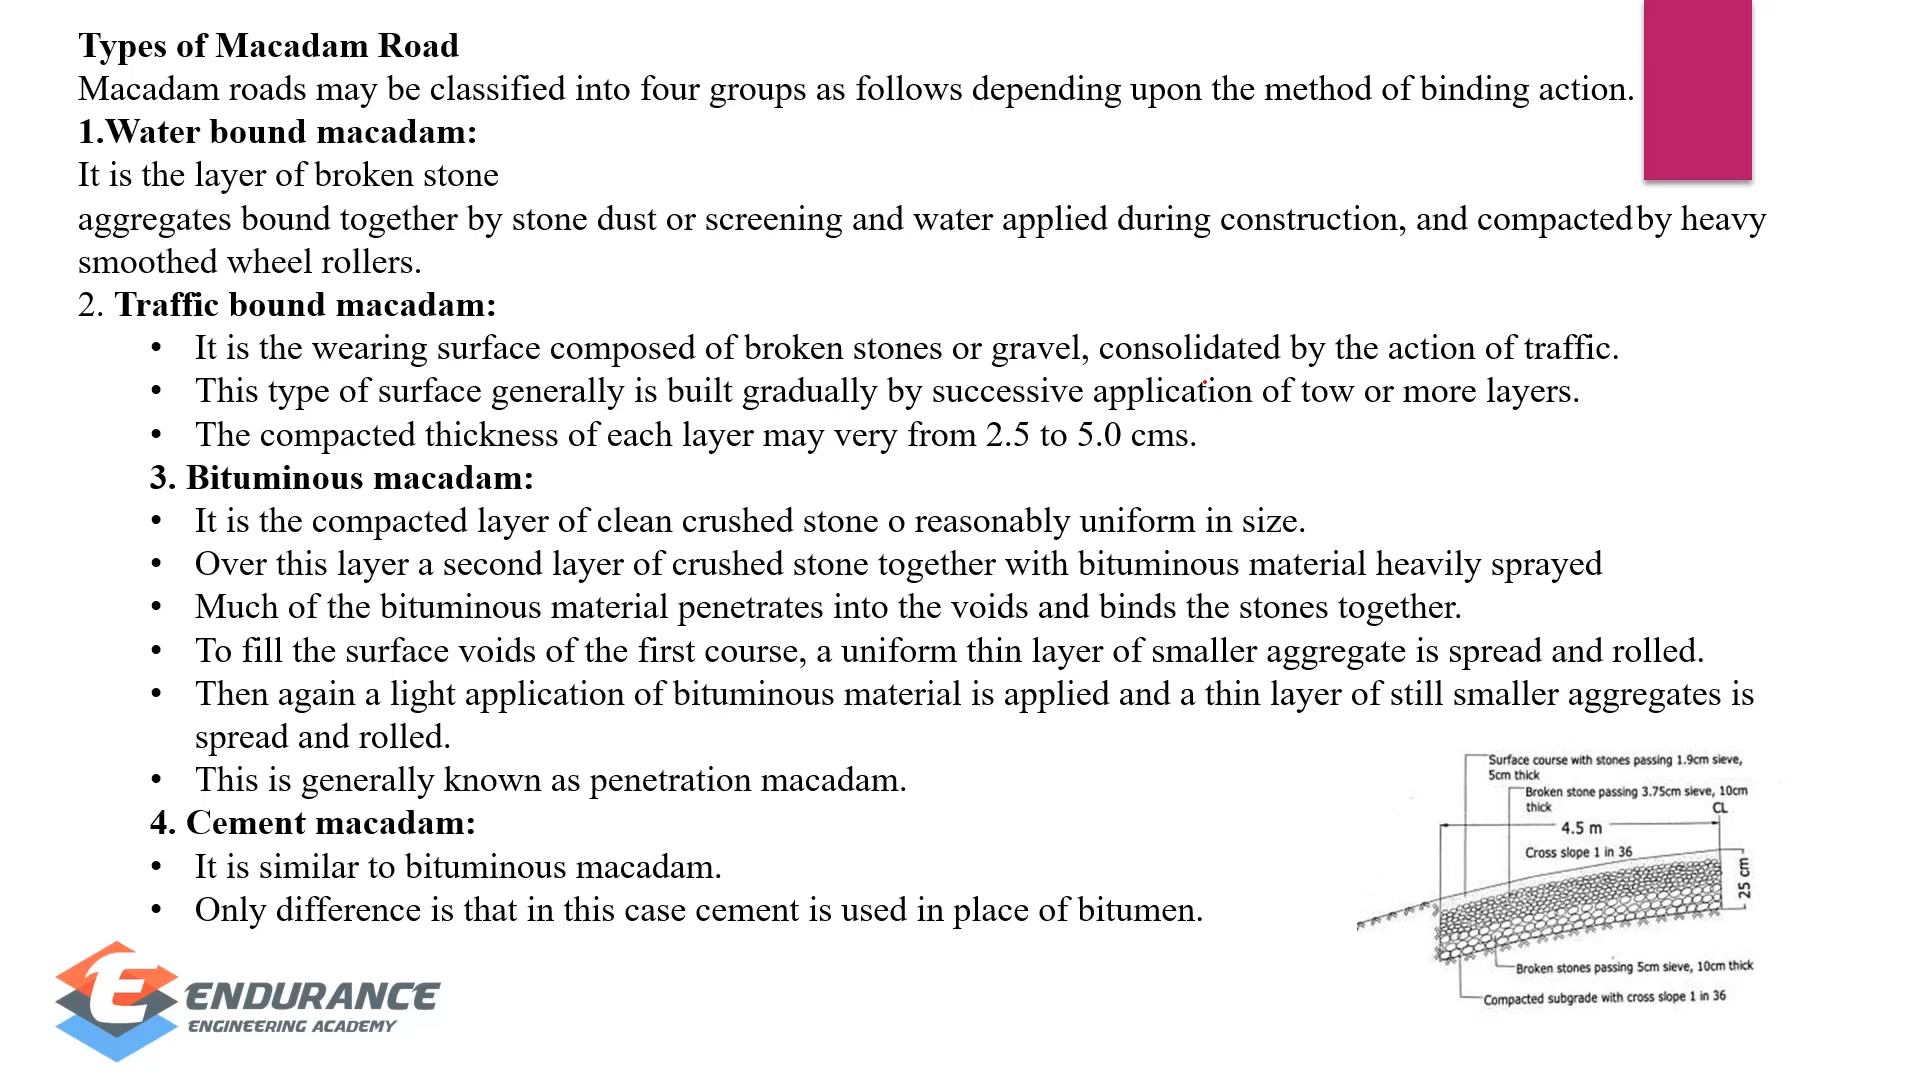 Types of Macadam Road
Macadam roads may be classified into four groups as follows depending upon the method of binding action.
1.Water bound macadam:
It is the layer of broken stone
aggregates bound together by stone dust or screening and water applied during construction, and compacted by heavy
smoothed wheel rollers.
2. Traffic bound macadam:
• It is the wearing surface composed of broken stones or gravel, consolidated by the action of traffic.
• This type of surface generally is built gradually by successive application of tow or more layers.
• The compacted thickness of each layer may very from 2.5 to 5.0 cms.
3. Bituminous macadam:
• It is the compacted layer of clean crushed stone o reasonably uniform in size.
• Over this layer a second layer of crushed stone together with bituminous material heavily sprayed
• Much of the bituminous material penetrates into the voids and binds the stones together.
• To fill the surface voids of the first course, a uniform thin layer of smaller aggregate is spread and rolled.
• Then again a light application of bituminous material is applied and a thin layer of still smaller aggregates is
spread and rolled.
• This is generally known as penetration macadam.
4. Cement macadam:
• It is similar to bituminous macadam.
• Only difference is that in this case cement is used in place of bitumen.
Surface course with stones passing 1.9cm sieve,
5cm thick
Broken stone passing 3.75cm sieve, 10cm
thick
CL
4.5 m
Cross slope 1 in 36
25 cm
Broken stones passing 5cm sieve, 10cm thick
Compacted subgrade with cross slope 1 in 36
E
ENDURANCE
ENGINEERING ACADEMY